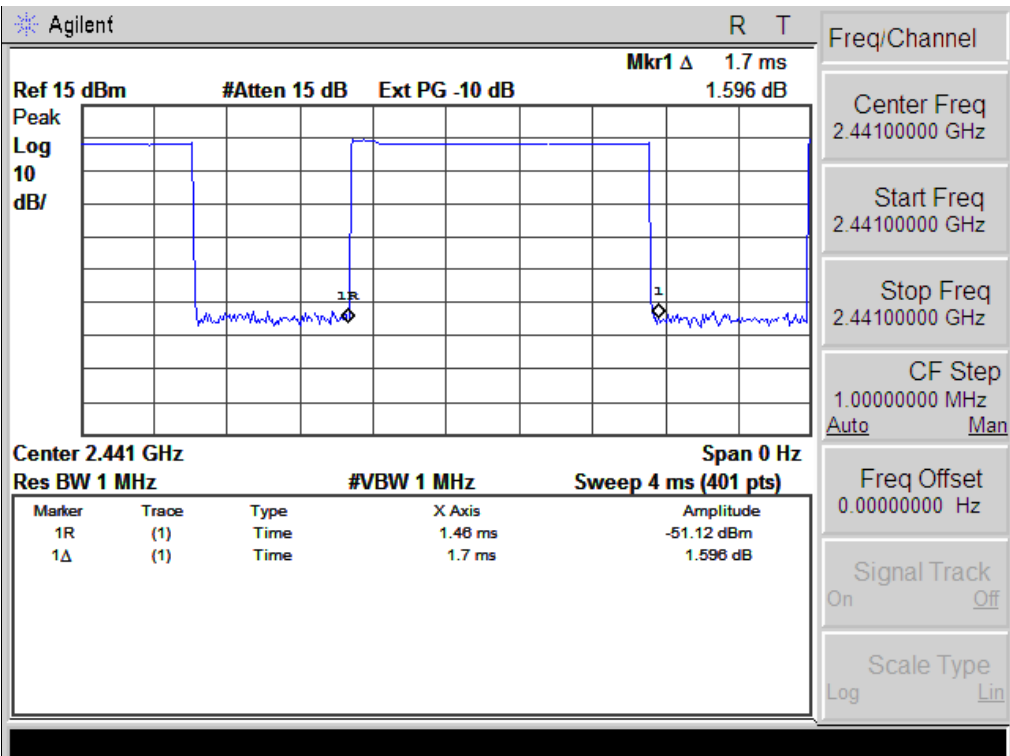 Agilent R T
Mkr1 Δ 1.7 ms
Ref 15 dBm #Atten 15 dB Ext PG -10 dB 1.596 dB
Peak
Log
10
dB/
1R
1
Center 2.441 GHz Span 0 Hz
Res BW 1 MHz #VBW 1 MHz Sweep 4 ms (401 pts)
Marker Trace Type X Axis Amplitude
1R (1) Time 1.46 ms -51.12 dBm
1Δ (1) Time 1.7 ms 1.596 dB
Freq/Channel
Center Freq
2.44100000 GHz
Start Freq
2.44100000 GHz
Stop Freq
2.44100000 GHz
CF Step
1.00000000 MHz
Auto Man
Freq Offset
0.00000000 Hz
Signal Track
On Off
Scale Type
Log Lin